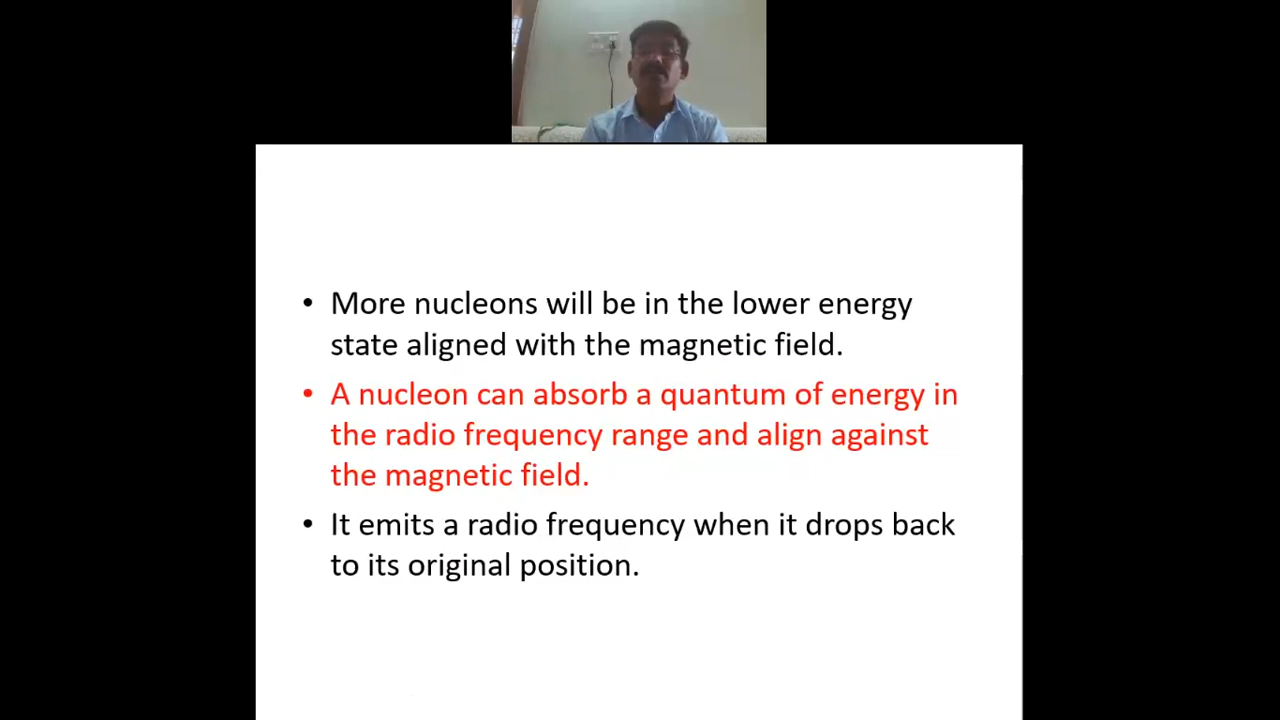 • More nucleons will be in the lower energy
state aligned with the magnetic field.
• A nucleon can absorb a quantum of energy in
the radio frequency range and align against
the magnetic field.
• It emits a radio frequency when it drops back
to its original position.